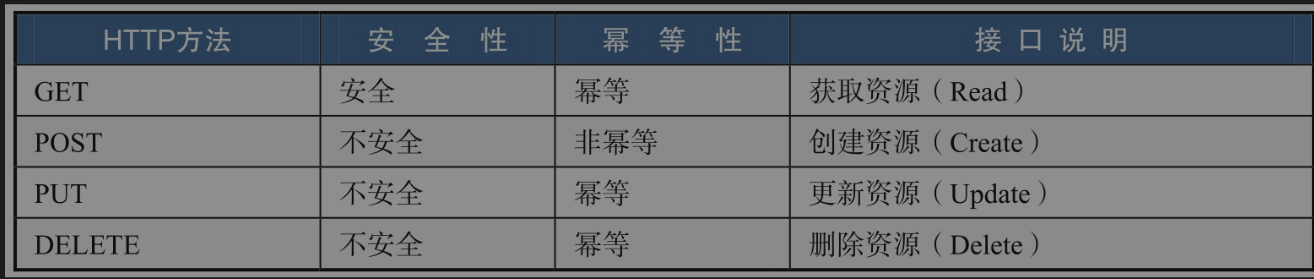 HTTP方法 安全性 幂等性 接口说明
GET 安全 幂等 获取资源（Read）
POST 不安全 非幂等 创建资源（Create）
PUT 不安全 幂等 更新资源（Update）
DELETE 不安全 幂等 删除资源（Delete）